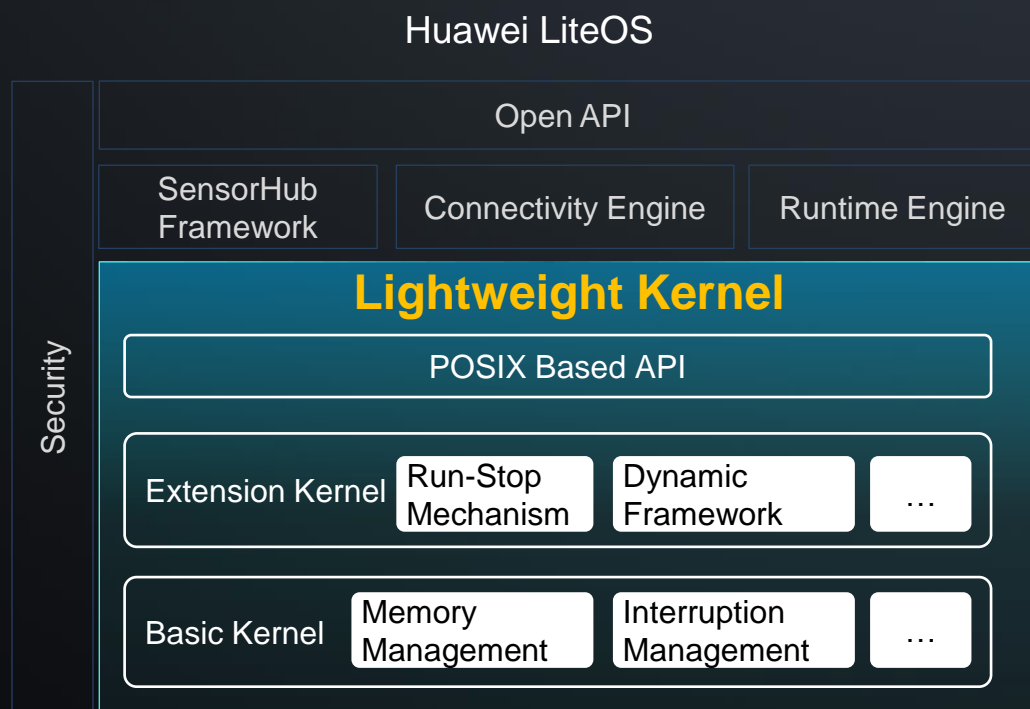 Huawei LiteOS
Open API
SensorHub
Framework
Connectivity Engine
Runtime Engine
Security
Lightweight Kernel
POSIX Based API
Extension Kernel
Run-Stop
Mechanism
Dynamic
Framework
…
Basic Kernel
Memory
Management
Interruption
Management
…